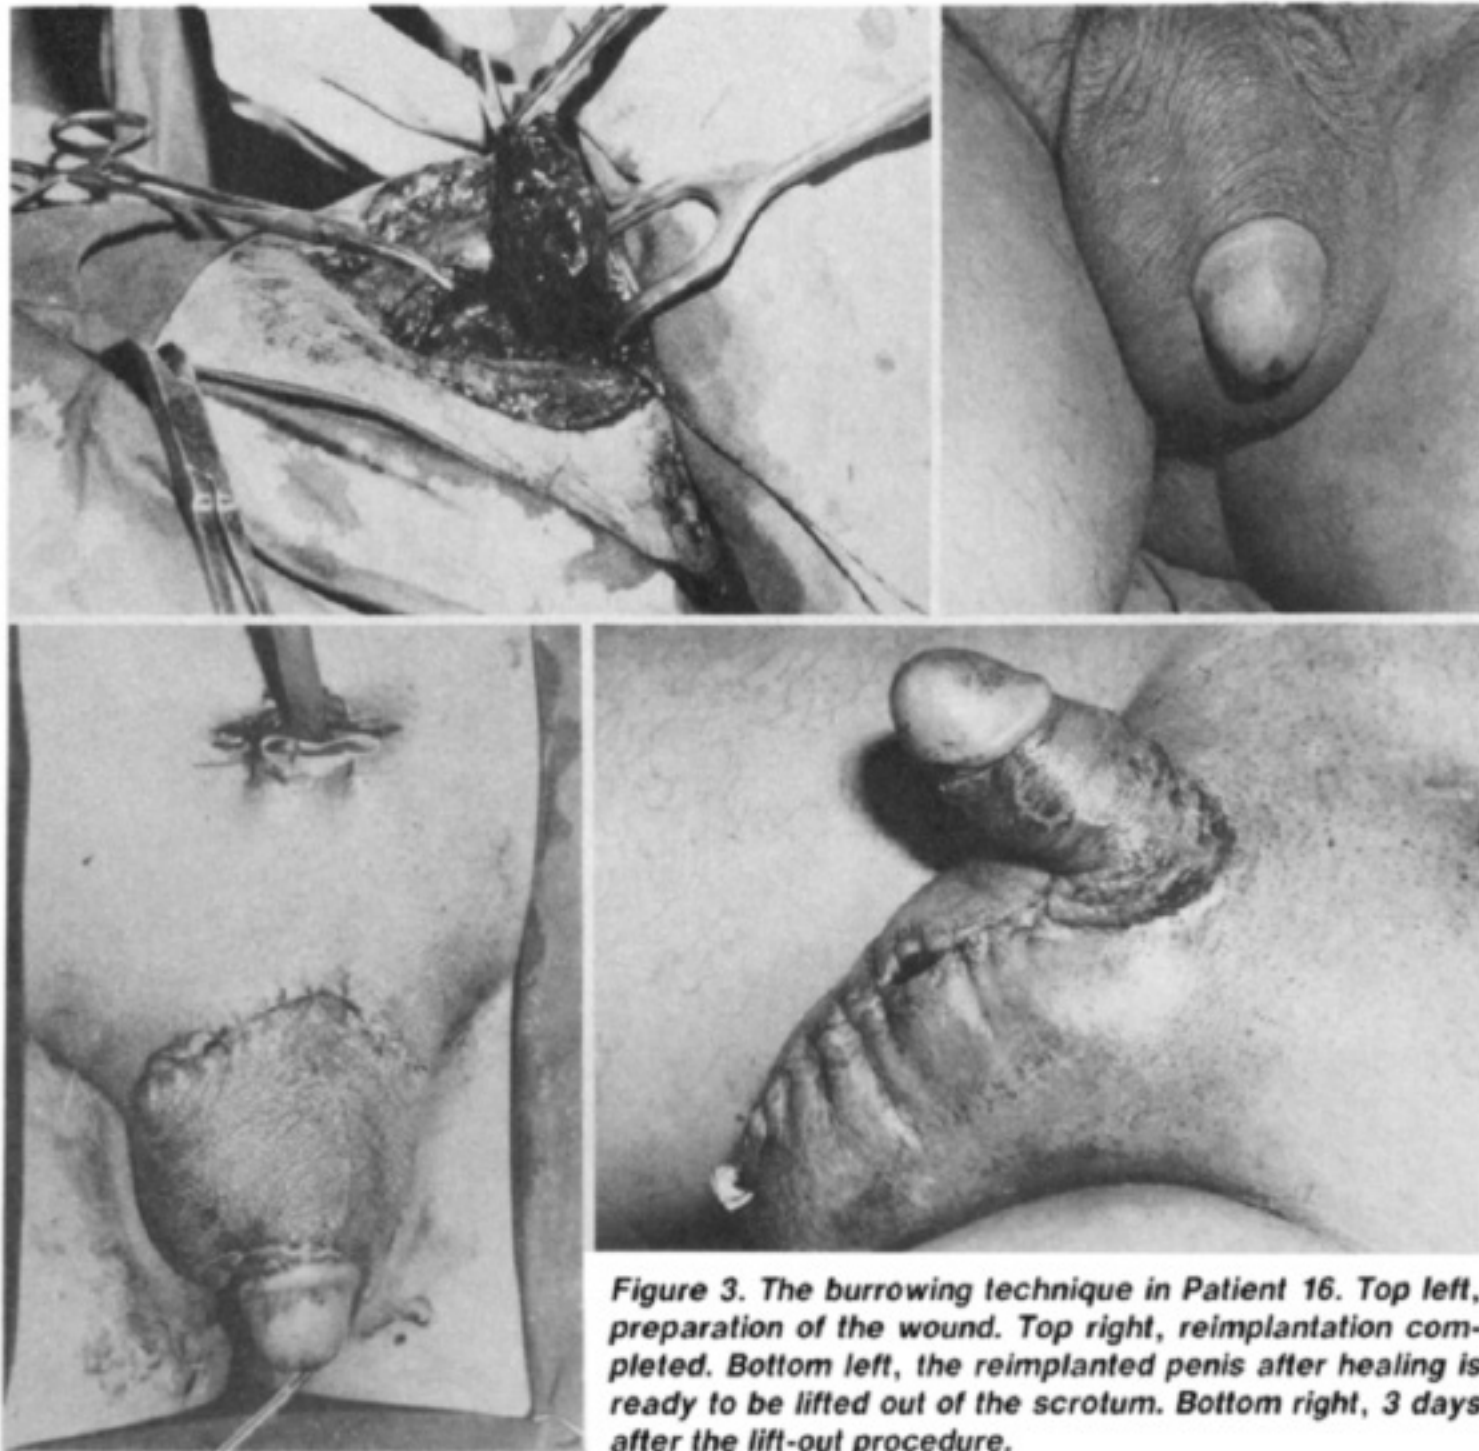 Figure 3. The burrowing technique in Patient 16. Top left,
preparation of the wound. Top right, reimplantation com-
pleted. Bottom left, the reimplanted penis after healing is
ready to be lifted out of the scrotum. Bottom right, 3 days
after the lift-out procedure.